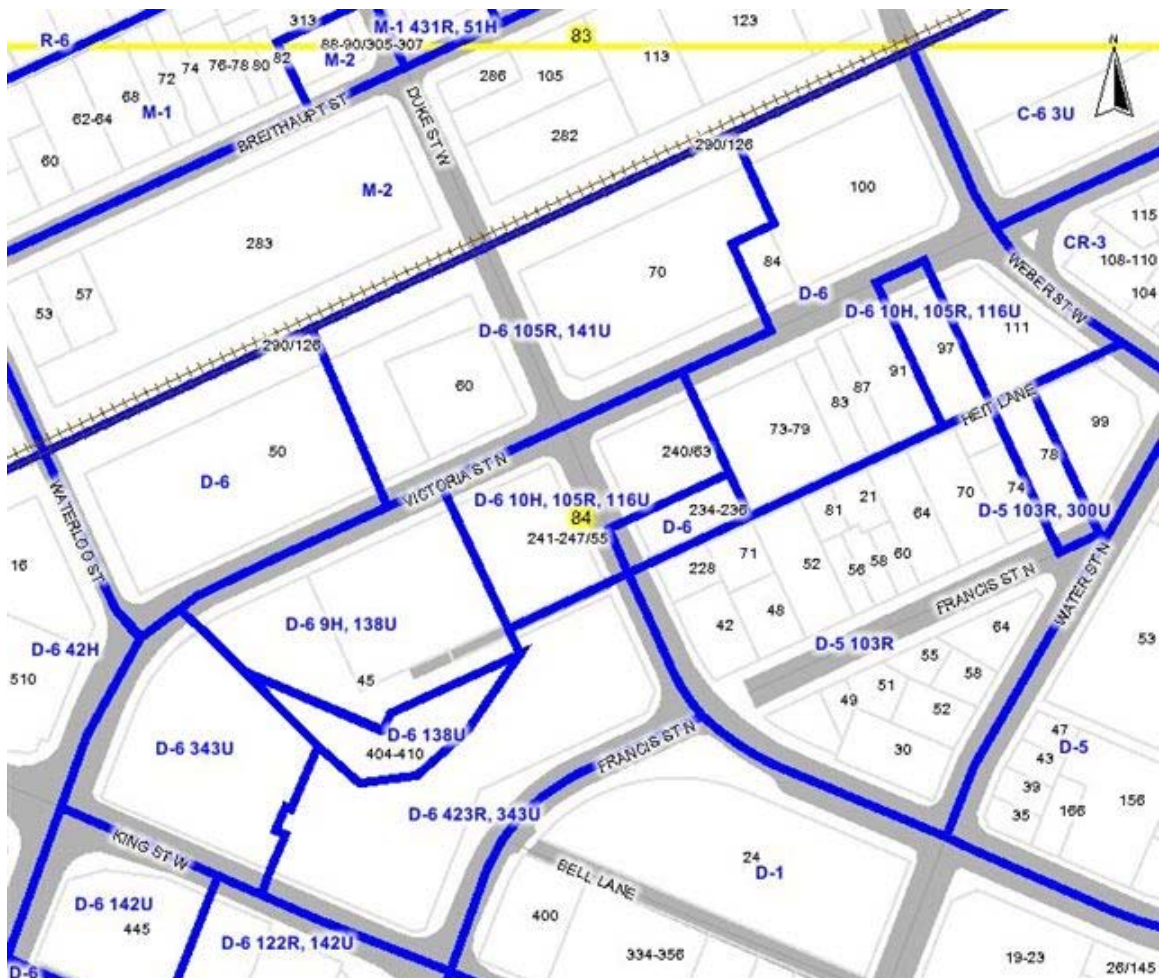 313
M-1 431R, 51H
83
123
R-6
88-90/305-307
82
M-2
76-78
80
74
72
68
62-64
M-1
60
BREITHAUPT ST
DUKE ST W
286
105
113
282
N
C-6 3U
290/126
100
M-2
283
57
53
70
84
115
CR-3
108-110
104
WEBER ST W
D-6
D-6 10H, 105R, 116U
111
97
91
87
83
73-79
D-6 105R, 141U
290/126
60
50
D-6
VICTORIA ST N
HEIT LANE
99
78
240/63
234-236
D-6
D-6 10H, 105R, 116U
84
241-247/55
81
21
64
70
74
D-5 103R, 300U
WATERLOO ST
16
228
71
52
56
58
60
42
48
FRANCIS ST N
WATER ST N
D-6 9H, 138U
D-6 42H
510
45
D-5 103R
64
55
58
51
49
52
30
53
D-6 343U
D-6 138U
404-410
FRANCIS ST N
47
43
D-5
39
35
166
156
D-6 423R, 343U
KING ST W
24
D-1
BELL LANE
D-6 142U
445
D-6 122R, 142U
400
334-356
19-23
26/145
D-6